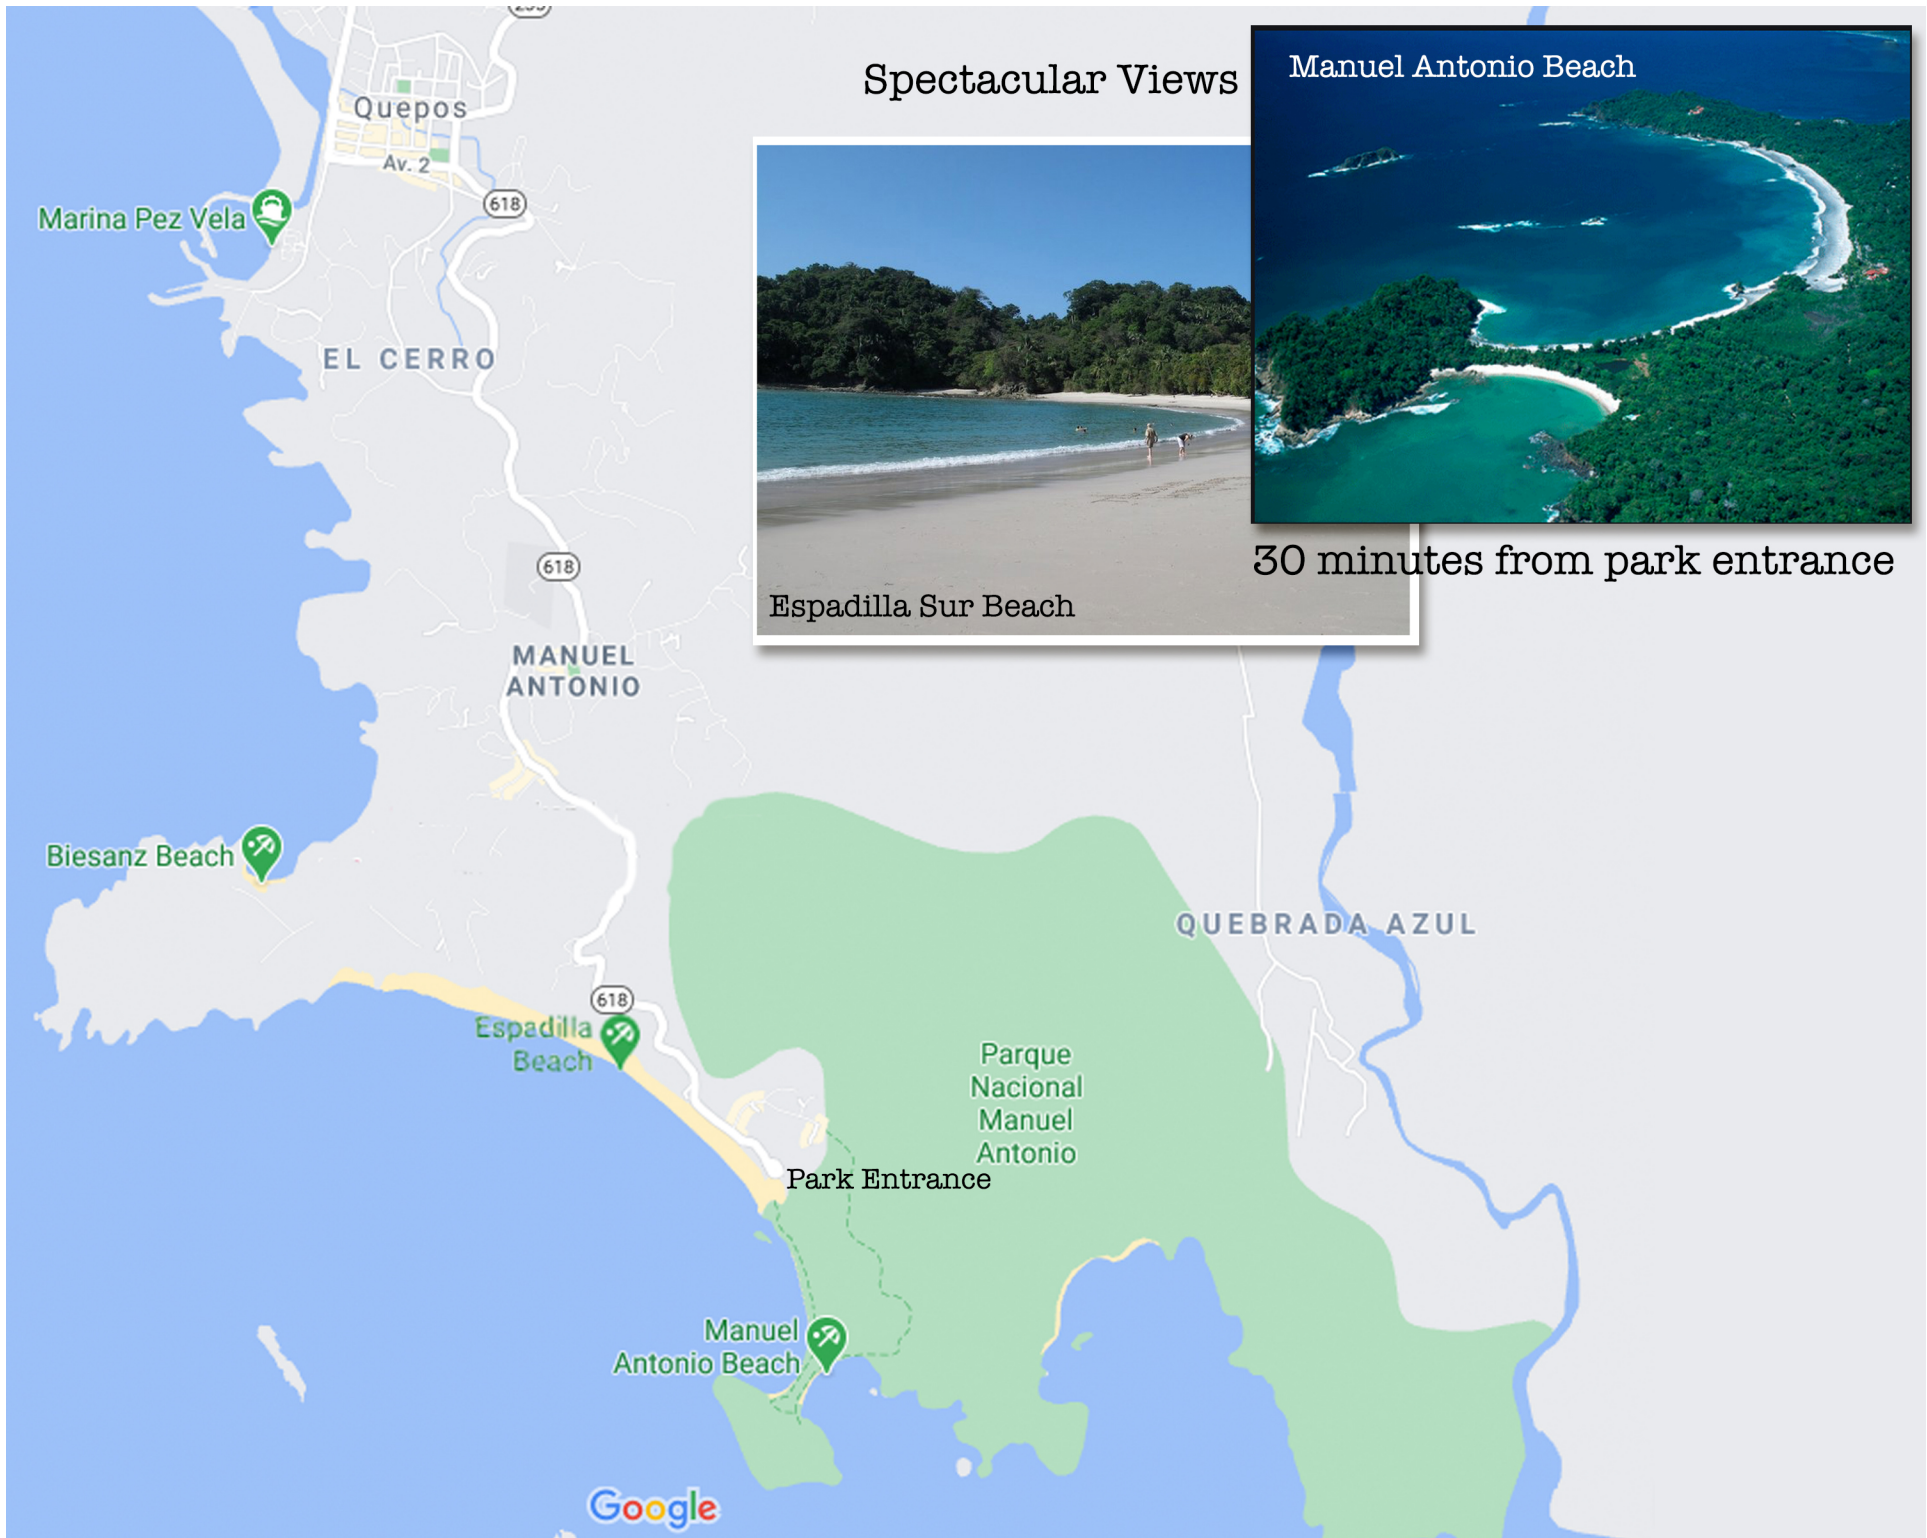 Quepos
Av. 2
618
Marina Pez Vela
EL CERRO
618
MANUEL
ANTONIO
Biesanz Beach
618
Espadilla
Beach
Park Entrance
Manuel
Antonio Beach
Google
Spectacular Views
Manuel Antonio Beach
30 minutes from park entrance
Espadilla Sur Beach
QUEBRADA AZUL
Parque
Nacional
Manuel
Antonio